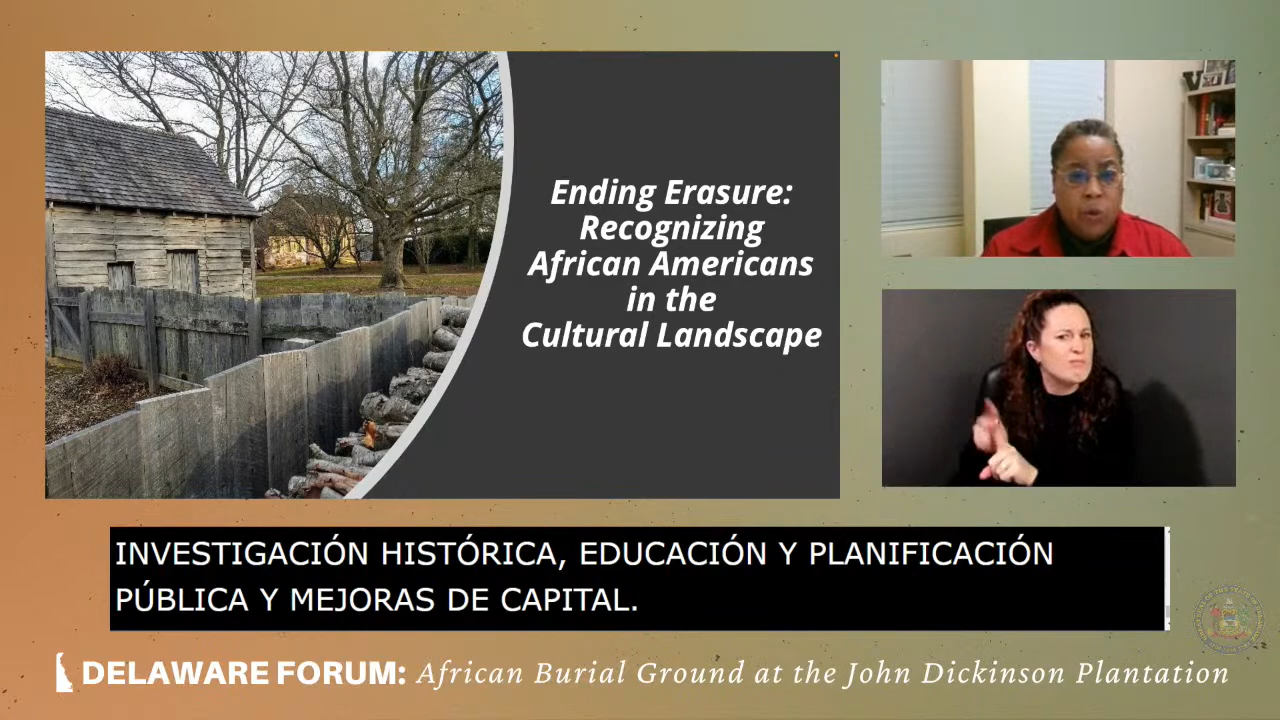 Ending Erasure:
Recognizing
African Americans
in the
Cultural Landscape
INVESTIGACIÓN HISTÓRICA, EDUCACIÓN Y PLANIFICACIÓN
PÚBLICA Y MEJORAS DE CAPITAL.
DELAWARE FORUM: African Burial Ground at the John Dickinson Plantation